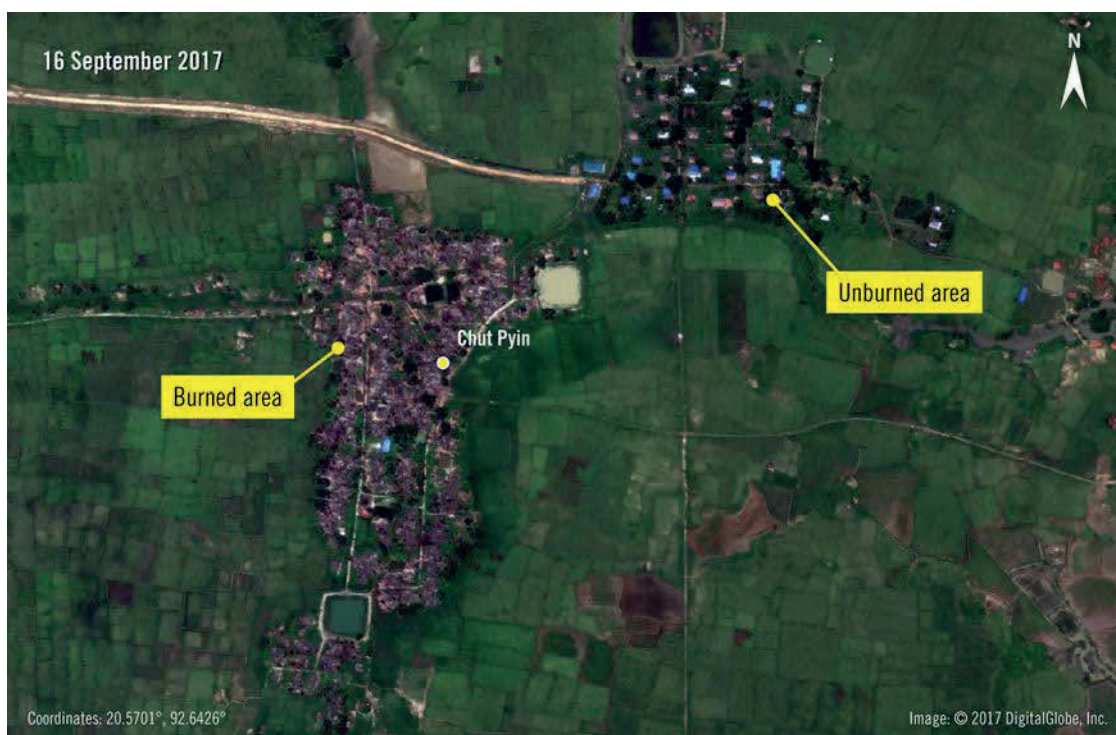 16 September 2017
N
Unburned area
Chut Pyin
Burned area
Coordinates: 20.5701°, 92.6426°
Image: © 2017 DigitalGlobe, Inc.